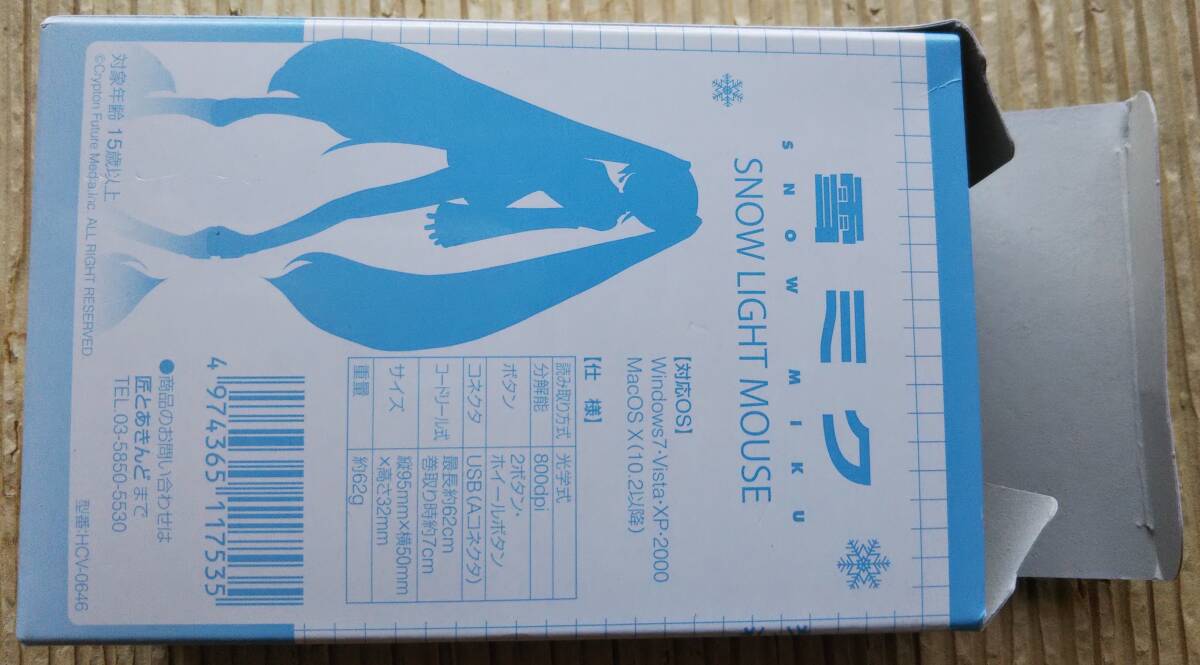 雪ミク
SNOW MIKU
SNOW LIGHT MOUSE
【対応OS】
Windows7・Vista・XP・2000
MacOS X(10.2以降)
【仕 様】
読み取り方式 光学式
分解能 800dpi
ボタン 2ボタン・
ホイールボタン
コネクタ USB(Aコネクタ)
コードリール式 最長約62cm
巻取り時約7cm
サイズ 縦95mm×横50mm
×高さ32mm
重量 約62g
4 974365 117535
●商品のお問い合わせは
匠とあきんど まで
TEL.03-5850-5530
対象年齢 15歳以上
©Crypton Future Media.inc. ALL RIGHT RESERVED.
型番:HCV-0646